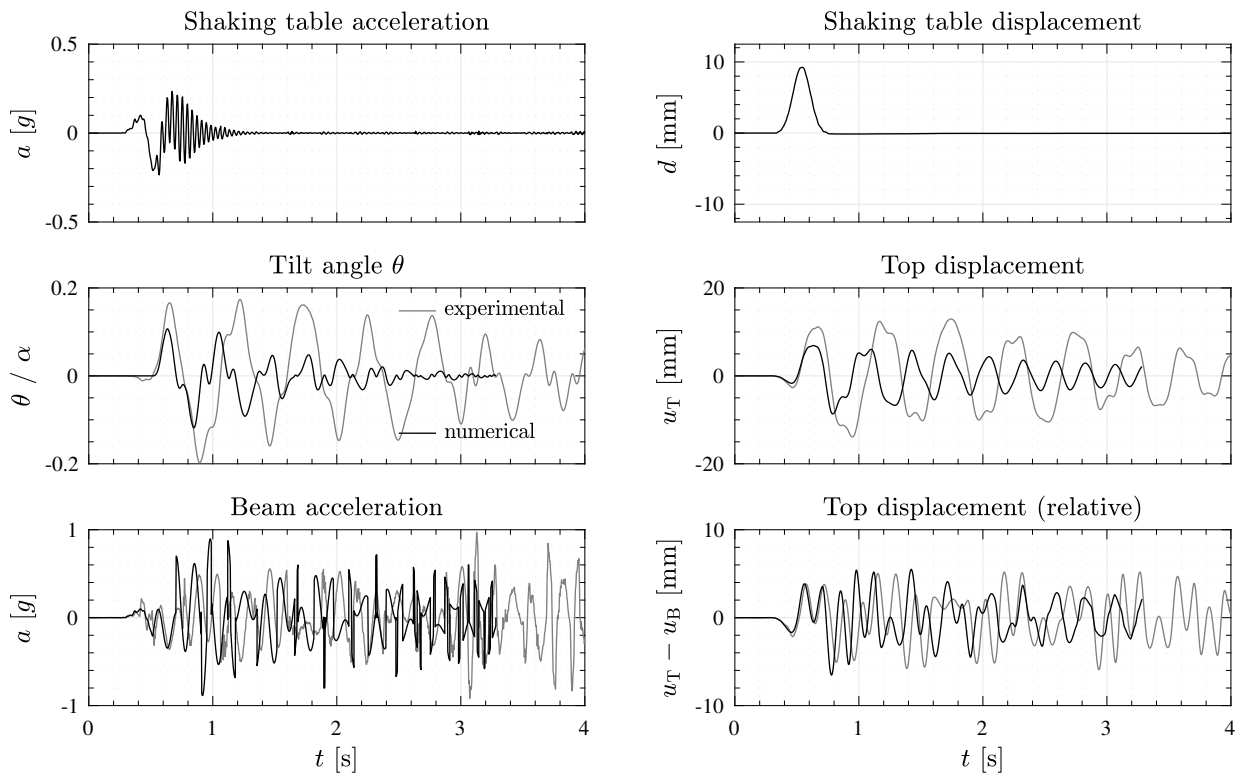 Shaking table acceleration
0.5
0
-0.5
a [g]
Shaking table displacement
10
0
-10
d [mm]
Tilt angle θ
0.2
0
-0.2
θ / α
experimental
numerical
Top displacement
20
0
-20
u_T [mm]
Beam acceleration
1
0
-1
a [g]
0 1 2 3 4
t [s]
Top displacement (relative)
10
0
-10
u_T − u_B [mm]
0 1 2 3 4
t [s]